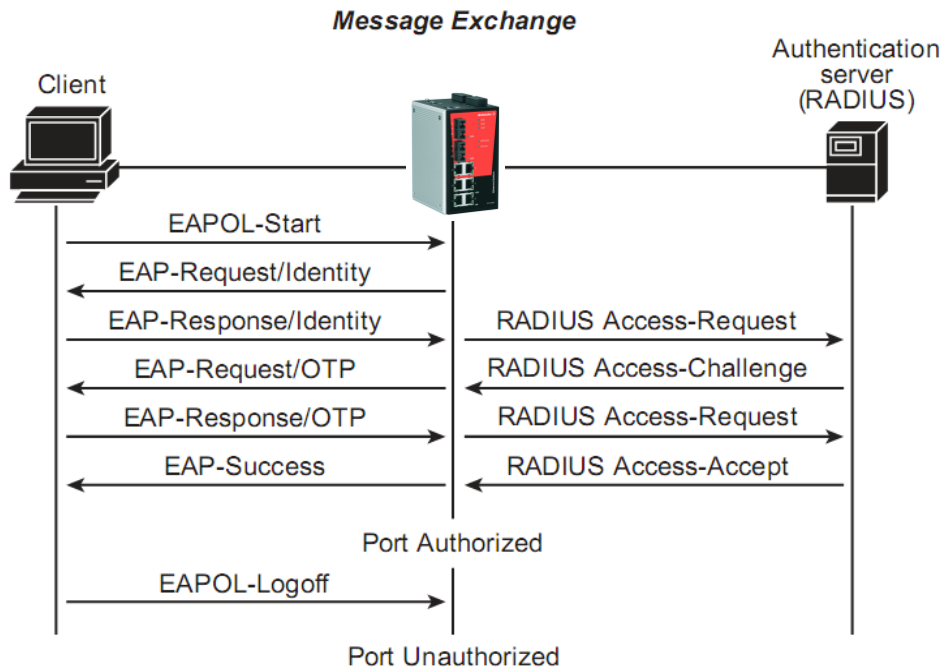 Message Exchange
Authentication
server
(RADIUS)
Client
EAPOL-Start
EAP-Request/Identity
EAP-Response/Identity
RADIUS Access-Request
EAP-Request/OTP
RADIUS Access-Challenge
EAP-Response/OTP
RADIUS Access-Request
EAP-Success
RADIUS Access-Accept
Port Authorized
EAPOL-Logoff
Port Unauthorized